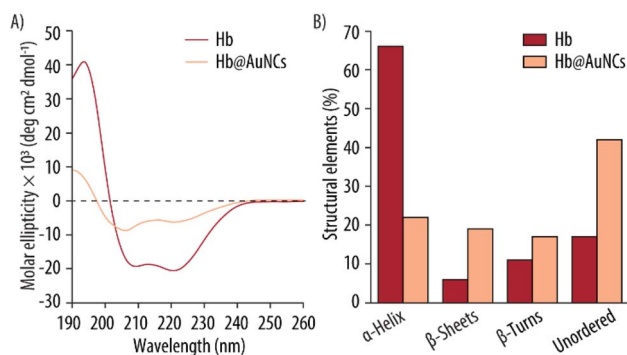 A)
Hb
Hb@AuNCs
Molar ellipticity × 10³ (deg cm² dmol⁻¹)
50
40
30
20
10
0
-10
-20
-30
190 200 210 220 230 240 250 260
Wavelength (nm)
B)
Hb
Hb@AuNCs
Structural elements (%)
70
60
50
40
30
20
10
0
α-Helix
β-Sheets
β-Turns
Unordered